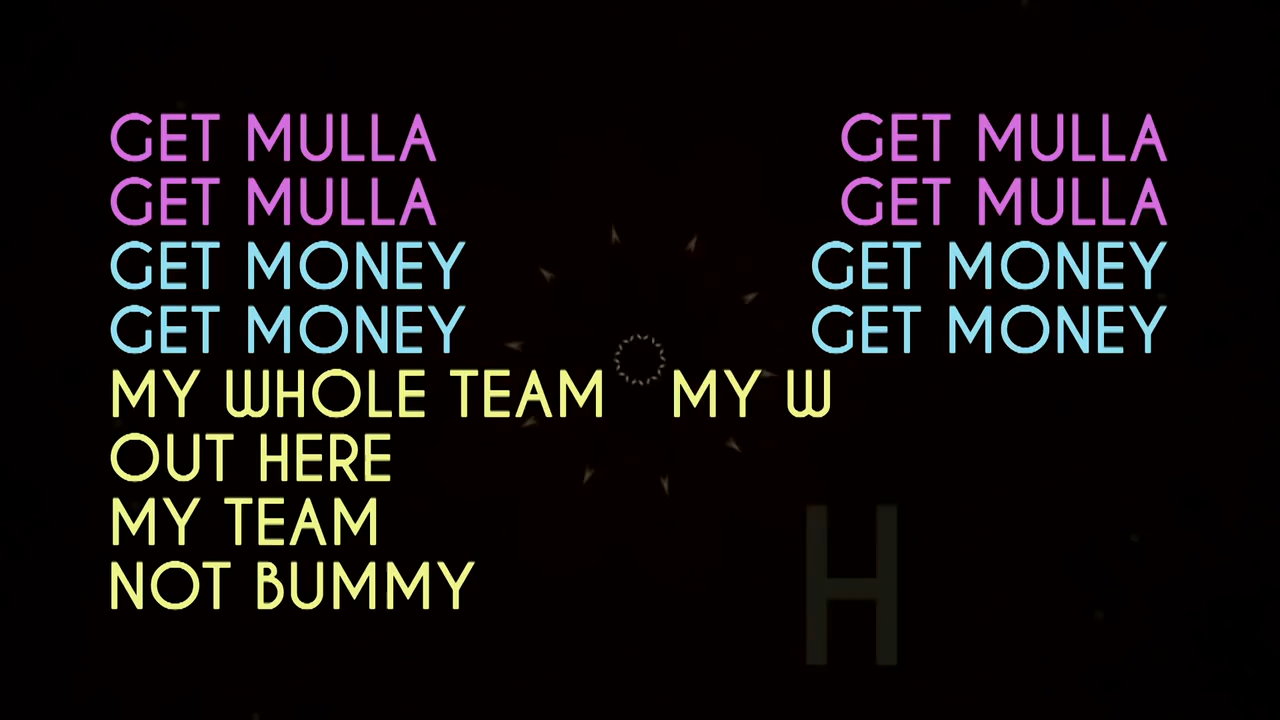 GET MULLA GET MULLA
GET MULLA GET MULLA
GET MONEY GET MONEY
GET MONEY GET MONEY
MY WHOLE TEAM MY W
OUT HERE
MY TEAM
NOT BUMMY
H